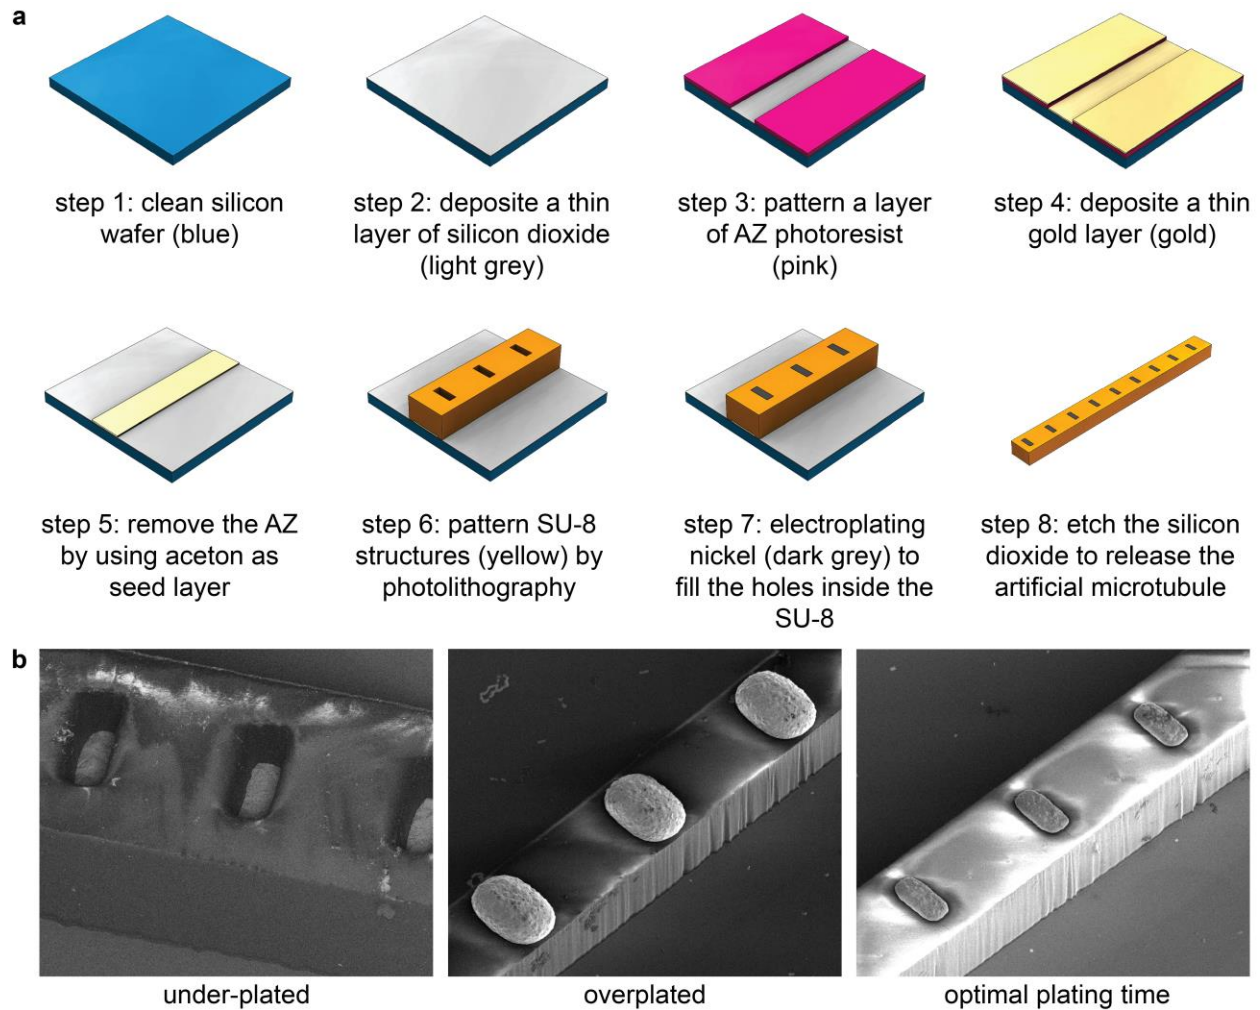 a
step 1: clean silicon
wafer (blue)
step 2: deposite a thin
layer of silicon dioxide
(light grey)
step 3: pattern a layer
of AZ photoresist
(pink)
step 4: deposite a thin
gold layer (gold)
step 5: remove the AZ
by using aceton as
seed layer
step 6: pattern SU-8
structures (yellow) by
photolithography
step 7: electroplating
nickel (dark grey) to
fill the holes inside the
SU-8
step 8: etch the silicon
dioxide to release the
artificial microtubule
b
under-plated
overplated
optimal plating time